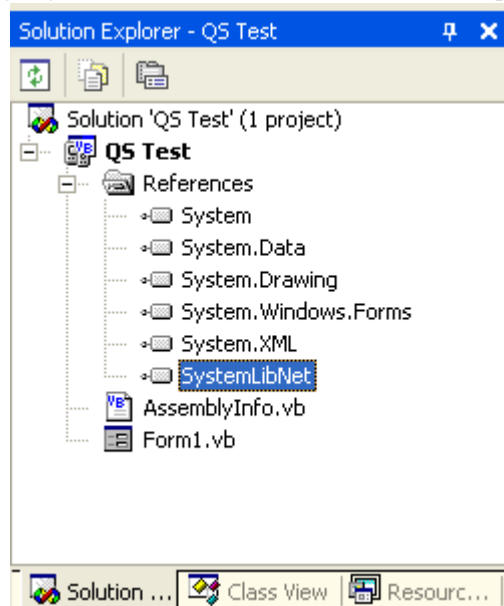 Solution Explorer - QS Test
Solution 'QS Test' (1 project)
QS Test
References
System
System.Data
System.Drawing
System.Windows.Forms
System.XML
SystemLibNet
AssemblyInfo.vb
Form1.vb
Solution ... Class View Resourc...